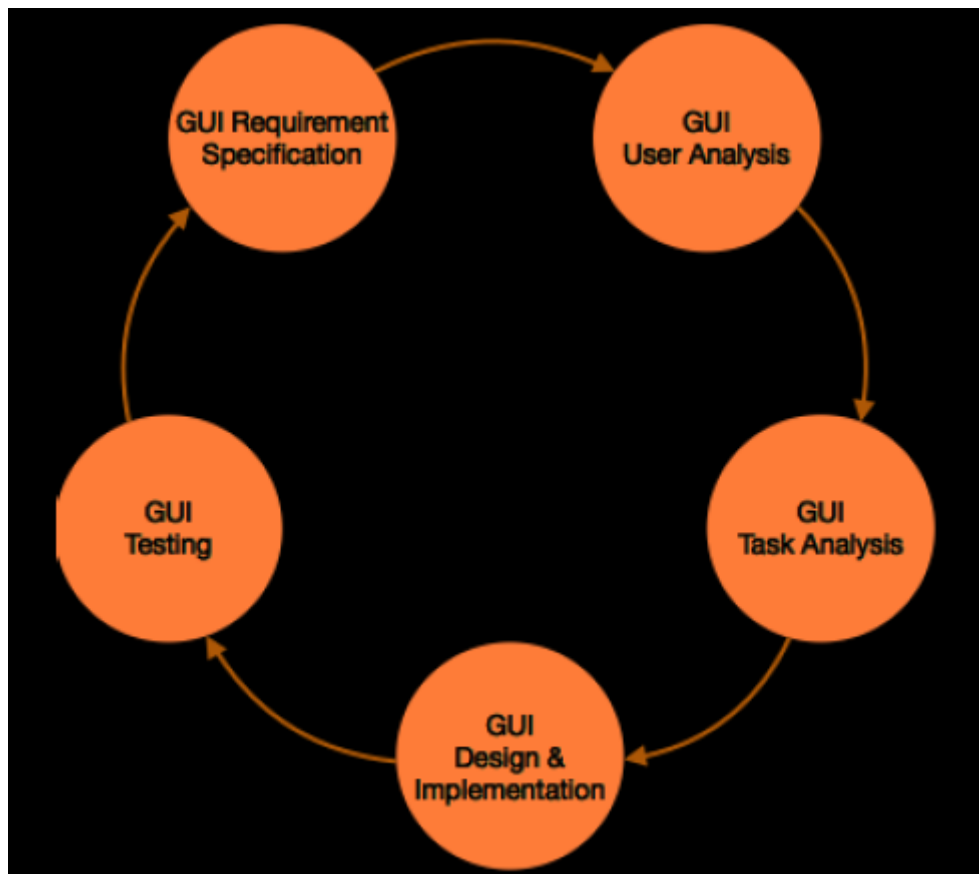 GUI Requirement
Specification
GUI
User Analysis
GUI
Task Analysis
GUI
Design &
Implementation
GUI
Testing